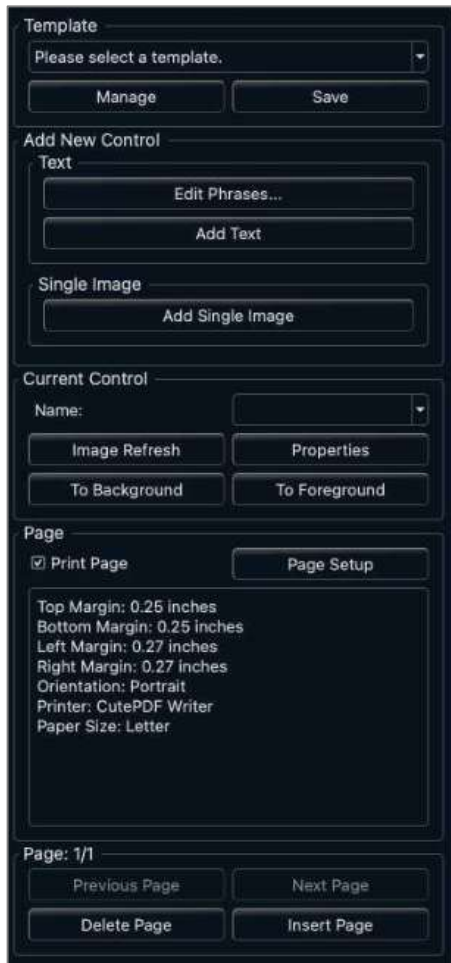 Template
Please select a template.
Manage Save
Add New Control
Text
Edit Phrases...
Add Text
Single Image
Add Single Image
Current Control
Name:
Image Refresh Properties
To Background To Foreground
Page
Print Page Page Setup
Top Margin: 0.25 inches
Bottom Margin: 0.25 inches
Left Margin: 0.27 inches
Right Margin: 0.27 inches
Orientation: Portrait
Printer: CutePDF Writer
Paper Size: Letter
Page: 1/1
Previous Page Next Page
Delete Page Insert Page